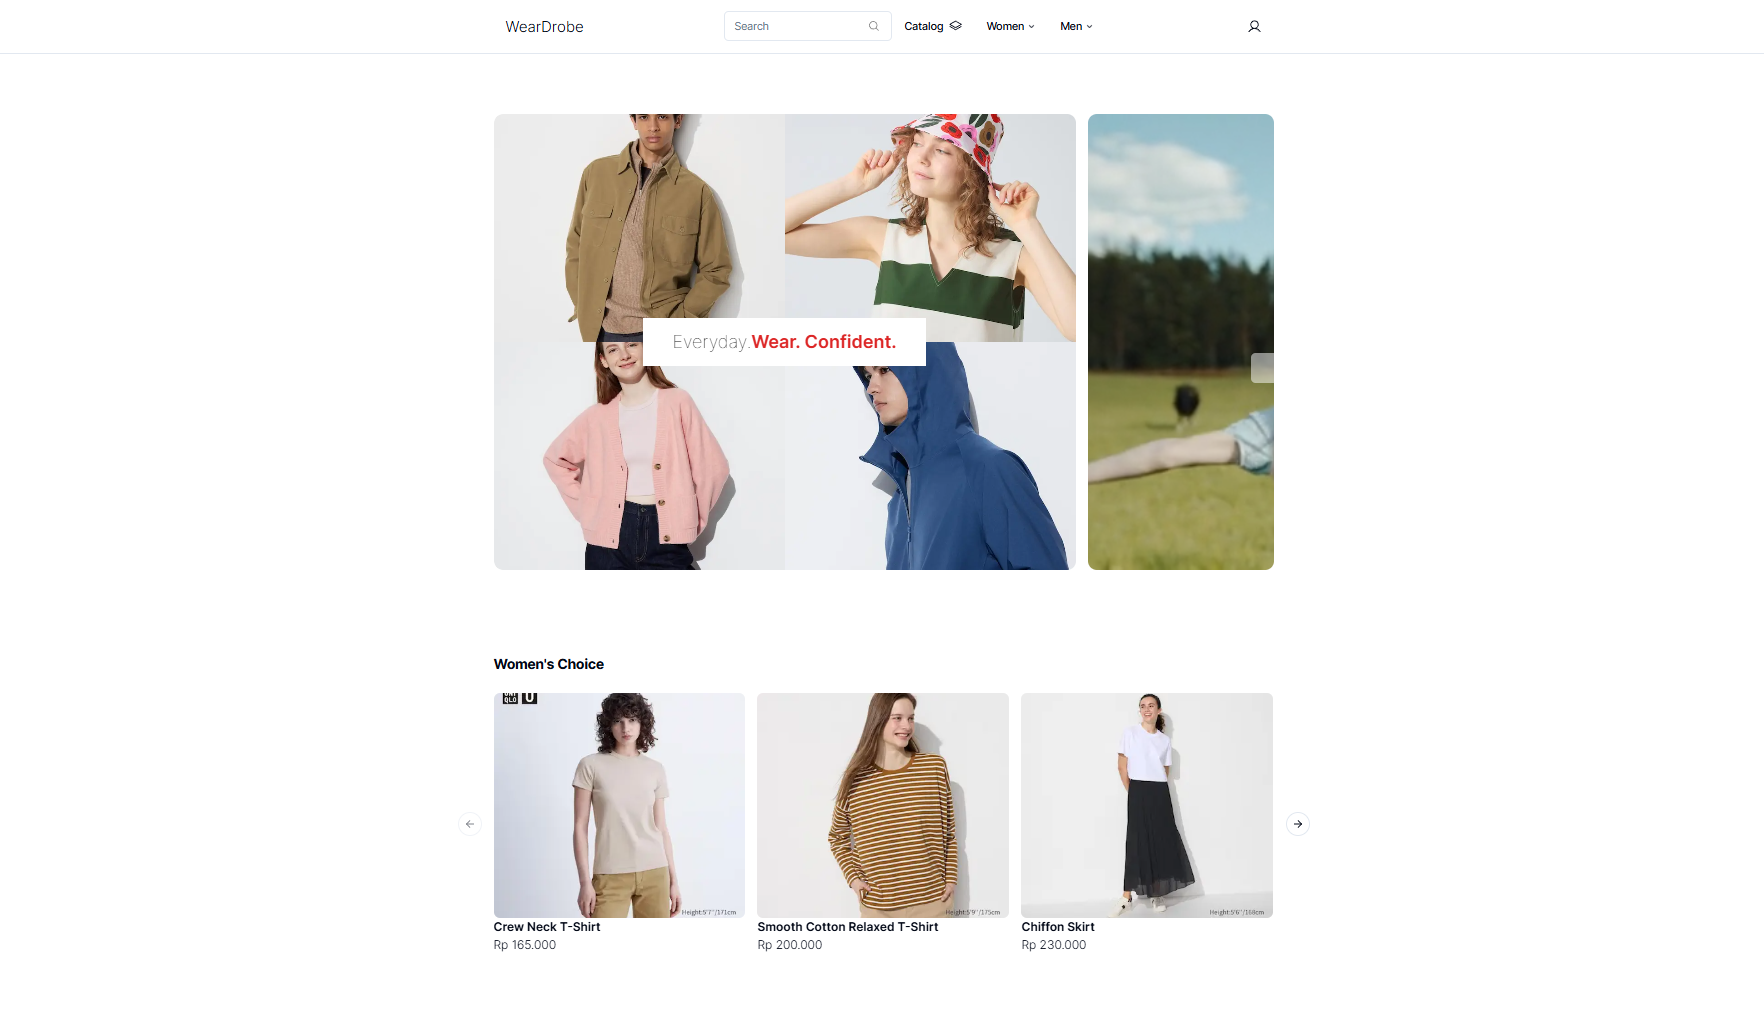 WearDrobe
Search
Catalog
Women
Men
Everyday.Wear. Confident.
Women's Choice
QLO U
Height:5'7"/171cm
Height:5'9"/175cm
Height:5'6"/168cm
Crew Neck T-Shirt
Smooth Cotton Relaxed T-Shirt
Chiffon Skirt
Rp 165.000
Rp 200.000
Rp 230.000